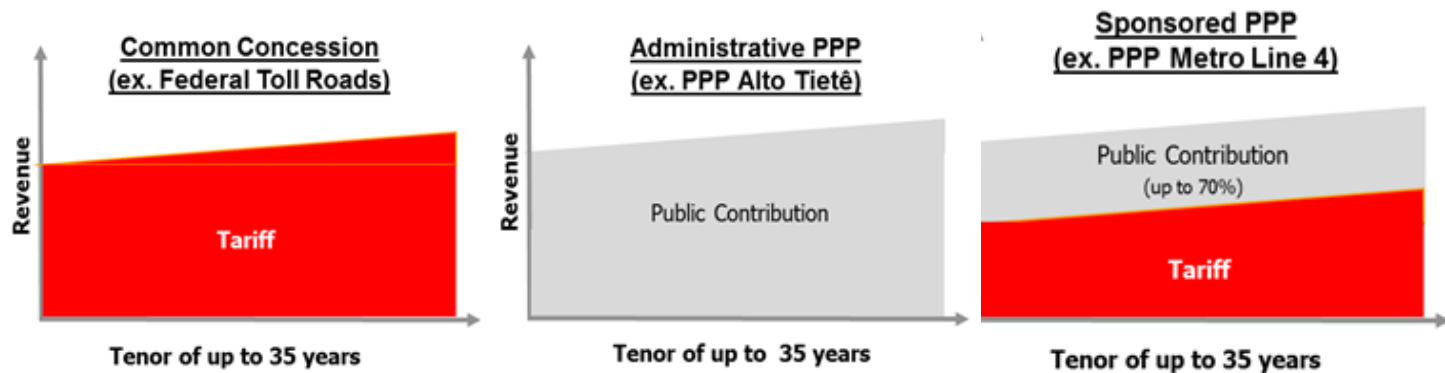 Common Concession
(ex. Federal Toll Roads)
Revenue
Tariff
Tenor of up to 35 years
Administrative PPP
(ex. PPP Alto Tietê)
Revenue
Public Contribution
Tenor of up to 35 years
Sponsored PPP
(ex. PPP Metro Line 4)
Public Contribution
(up to 70%)
Tariff
Tenor of up to 35 years